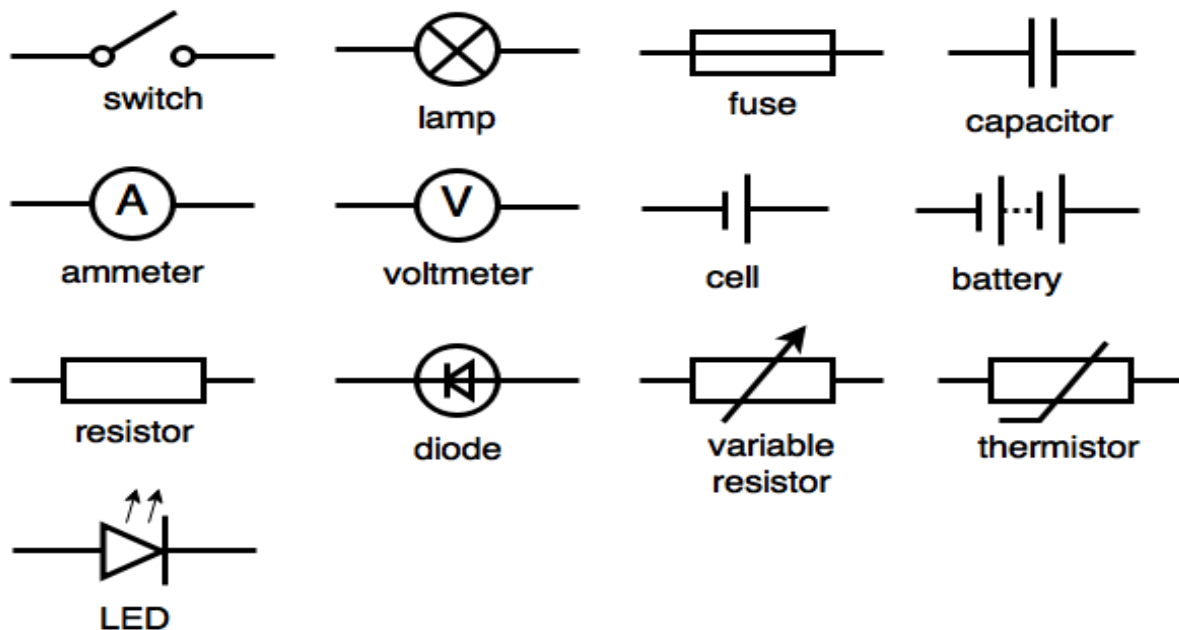 switch
lamp
fuse
capacitor
A
V
ammeter
voltmeter
cell
battery
resistor
diode
variable
resistor
thermistor
LED